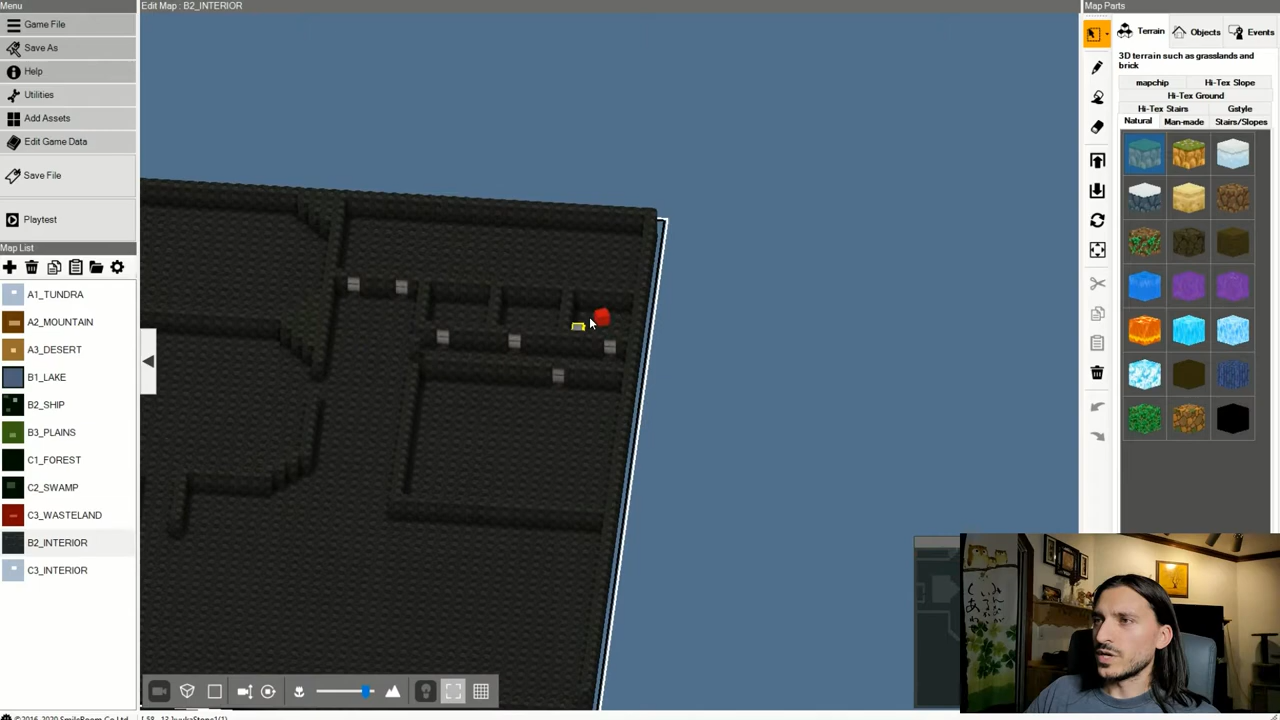 Menu
Edit Map : B2_INTERIOR
Map Parts
Game File
Save As
Help
Utilities
Add Assets
Edit Game Data
Save File
Playtest
Map List
A1_TUNDRA
A2_MOUNTAIN
A3_DESERT
B1_LAKE
B2_SHIP
B3_PLAINS
C1_FOREST
C2_SWAMP
C3_WASTELAND
B2_INTERIOR
C3_INTERIOR
Terrain
Objects
Events
3D terrain such as grasslands and
brick
mapchip
Hi-Tex Slope
Hi-Tex Ground
Hi-Tex Stairs
Gstyle
Natural
Man-made
Stairs/Slopes